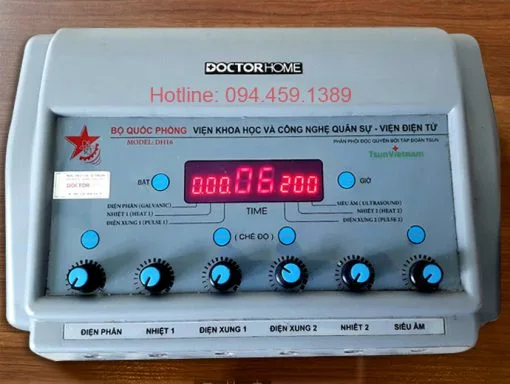 DOCTORHOME
Hotline: 094.459.1389
BỘ QUỐC PHÒNG VIỆN KHOA HỌC VÀ CÔNG NGHỆ QUÂN SỰ - VIỆN ĐIỆN TỬ
MODEL: DH16
PHÂN PHỐI ĐỘC QUYỀN BỞI TẬP ĐOÀN TSUN
TsunVietnam
DOCTOR
BẬT
000.06 200
GIỜ
ĐIỆN PHÂN (GALVANIC)
SIÊU ÂM (ULTRASOUND)
NHIỆT 1 (HEAT 1)
TIME
NHIỆT 2 (HEAT 2)
ĐIỆN XUNG 1 (PULSE 1)
ĐIỆN XUNG 2 (PULSE 2)
(CHẾ ĐỘ)
ĐIỆN PHÂN NHIỆT 1 ĐIỆN XUNG 1 ĐIỆN XUNG 2 NHIỆT 2 SIÊU ÂM